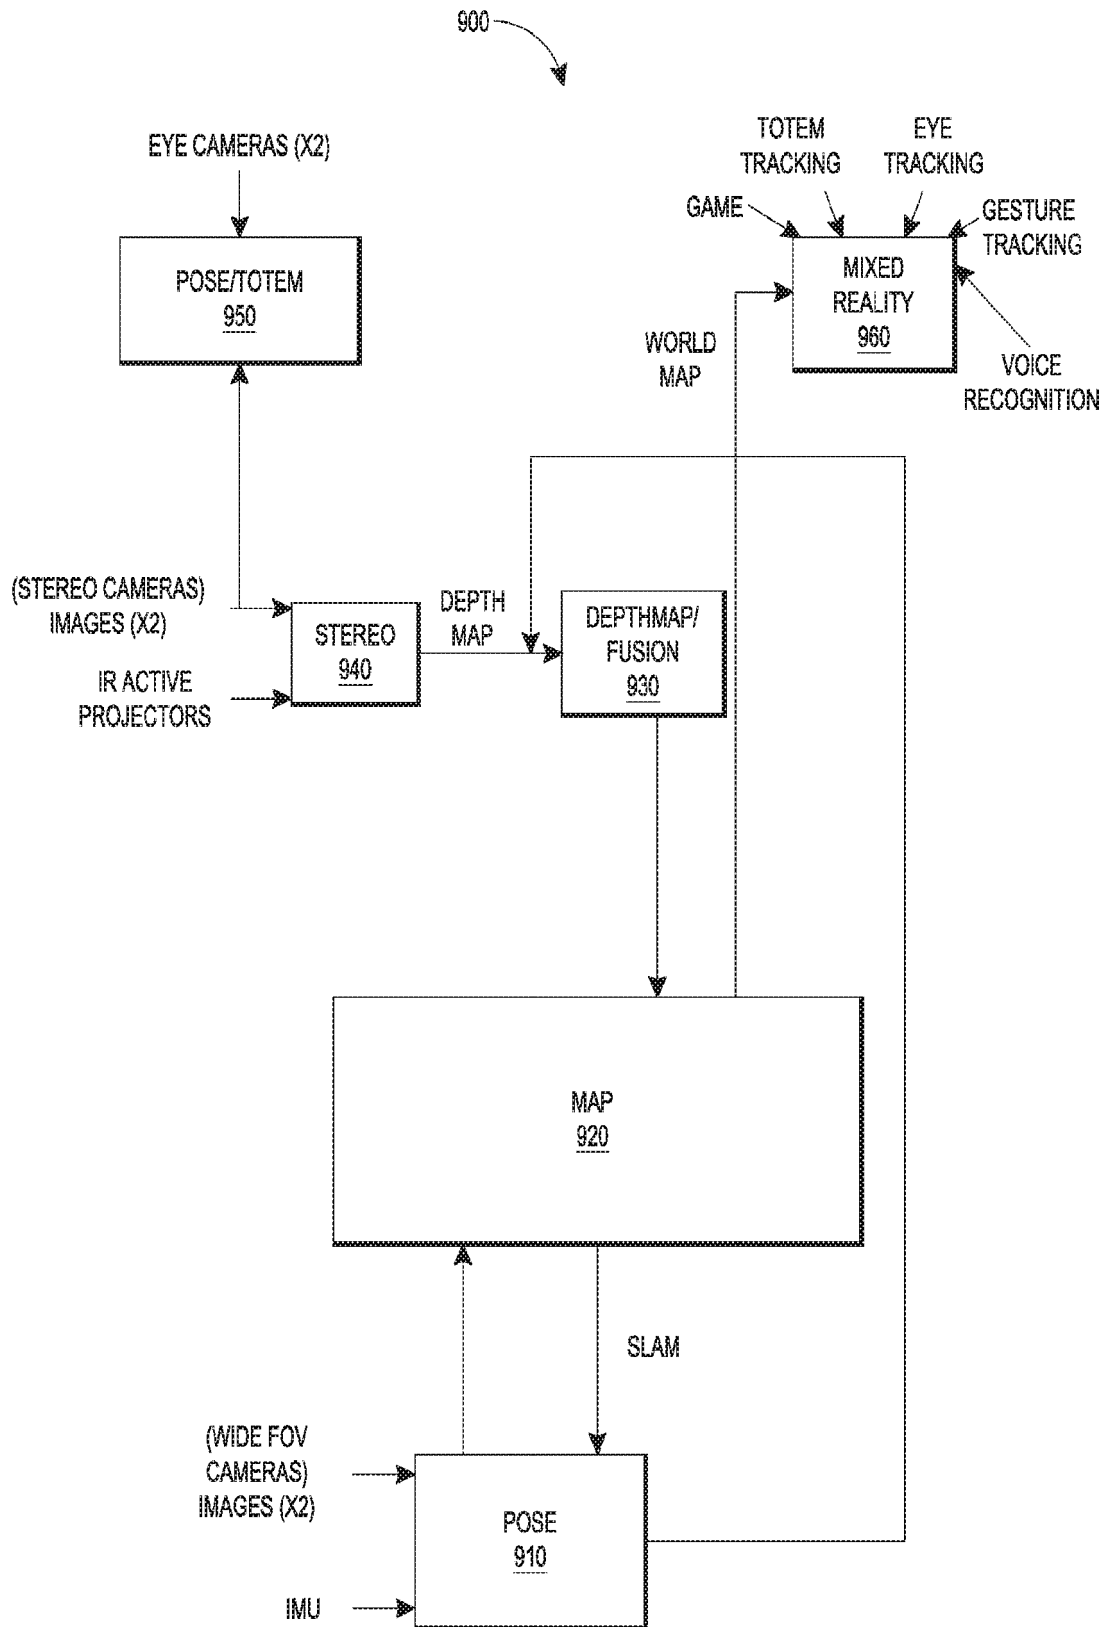 900
EYE CAMERAS (X2)
POSE/TOTEM
950
TOTEM
TRACKING
EYE
TRACKING
GAME
GESTURE
TRACKING
MIXED
REALITY
960
WORLD
MAP
VOICE
RECOGNITION
(STEREO CAMERAS)
IMAGES (X2)
STEREO
940
DEPTH
MAP
DEPTHMAP/
FUSION
930
IR ACTIVE
PROJECTORS
MAP
920
SLAM
(WIDE FOV
CAMERAS)
IMAGES (X2)
POSE
910
IMU